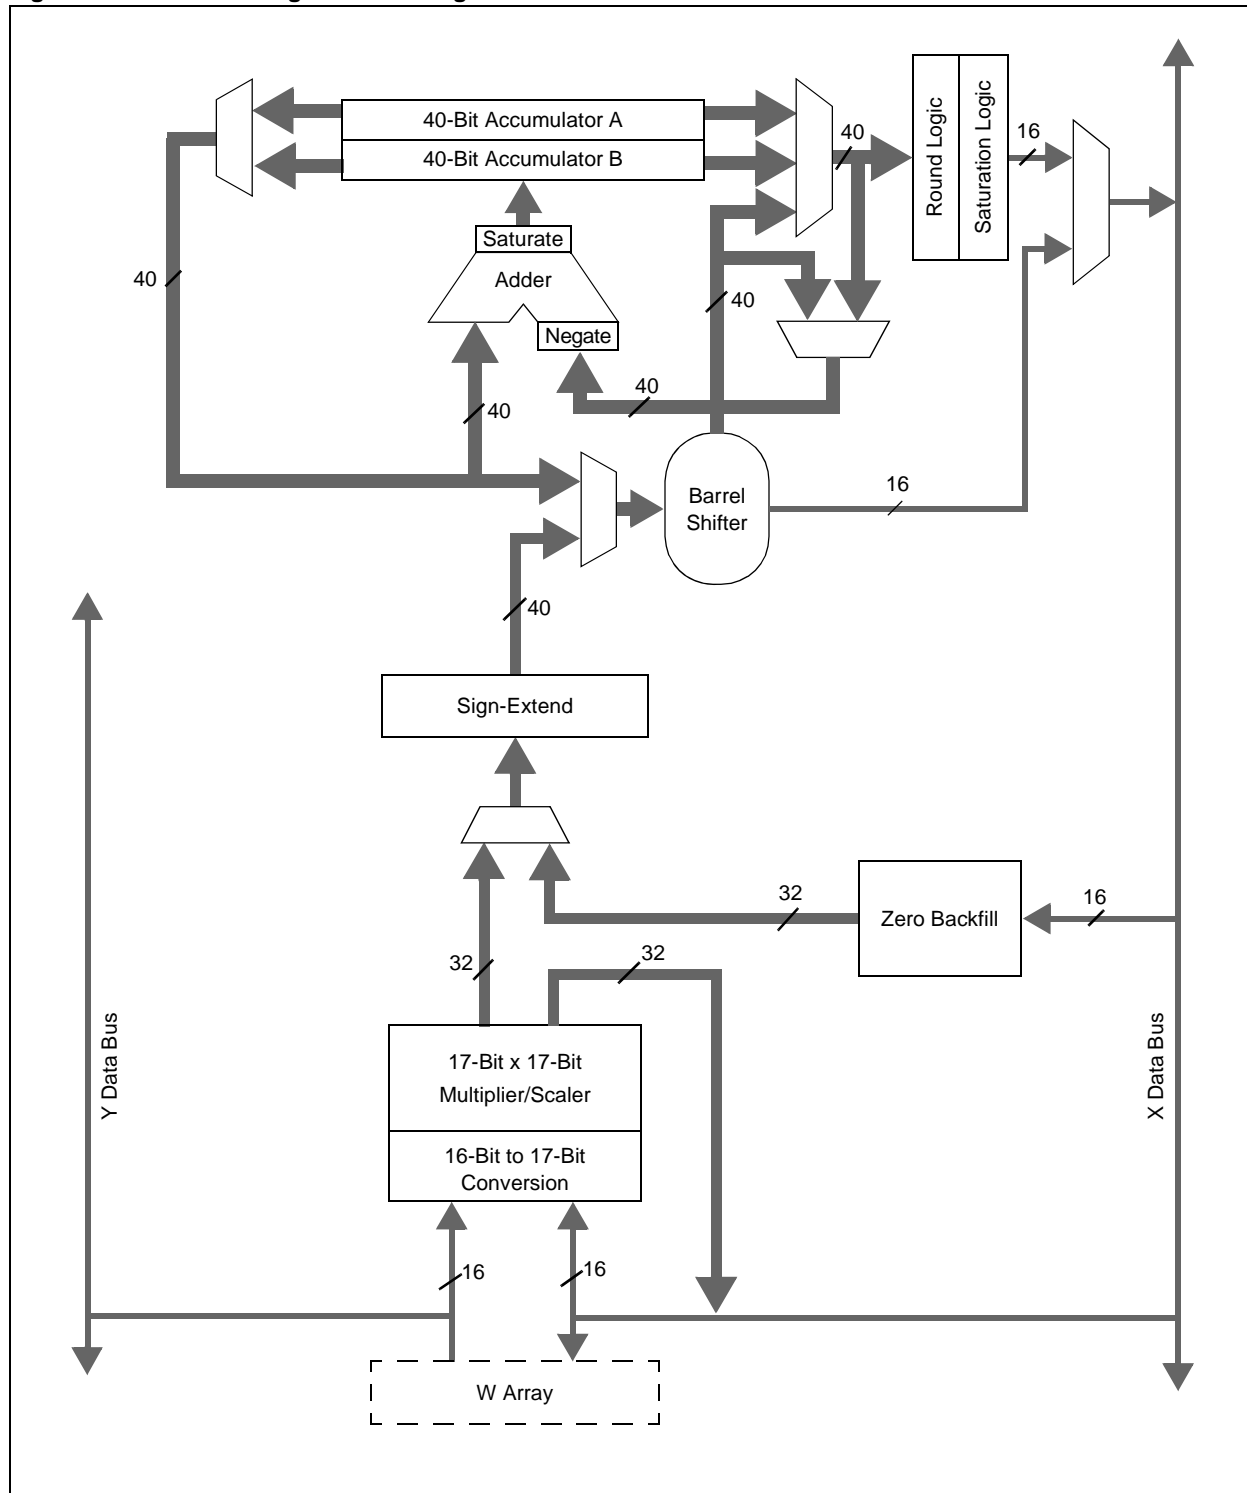 40-Bit Accumulator A
40-Bit Accumulator B
Round Logic
Saturation Logic
40
16
Saturate
Adder
Negate
40
40
40
40
Barrel
Shifter
16
40
Sign-Extend
32
Zero Backfill
16
32
32
17-Bit x 17-Bit
Multiplier/Scaler
16-Bit to 17-Bit
Conversion
Y Data Bus
X Data Bus
16
16
W Array